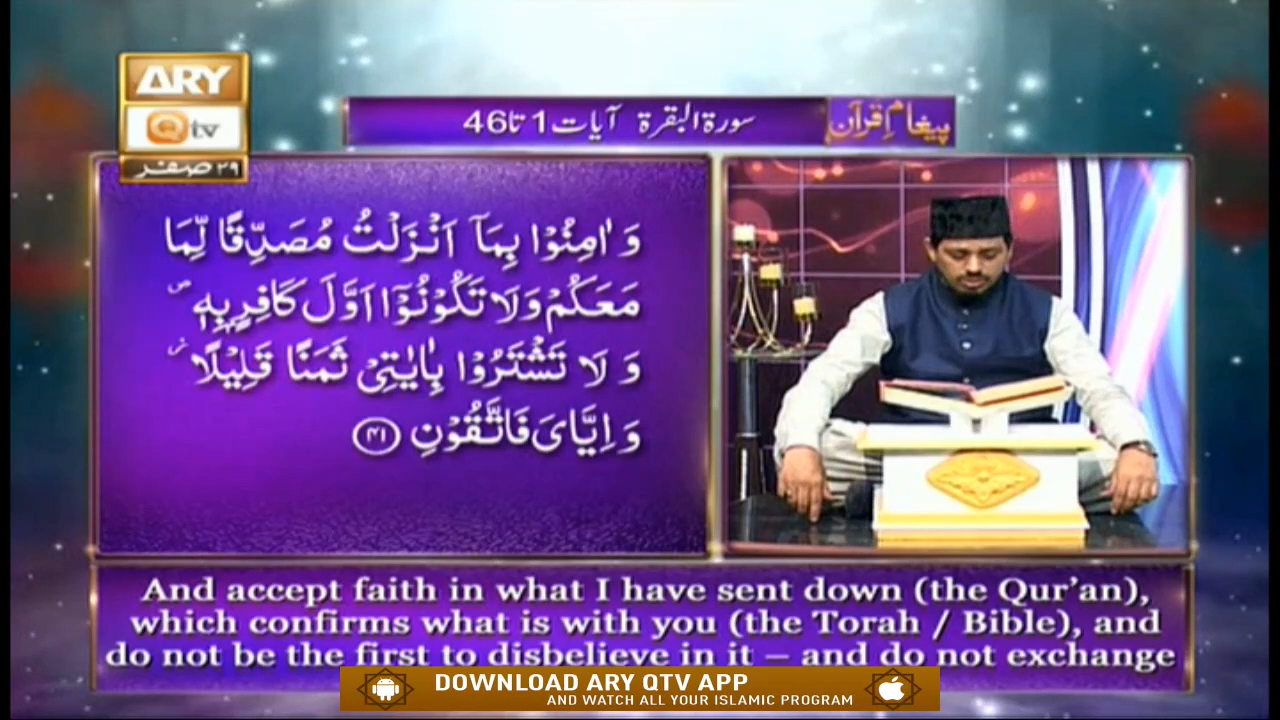 ARY
Qtv
۲۹ صفر
پیغامِ قرآن
سورۃ البقرۃ آیات 1 تا 46
وَ اٰمِنُوۡا بِمَاۤ اَنۡزَلۡتُ مُصَدِّقًا لِّمَا
مَعَكُمۡ وَلَا تَكُوۡنُوۡۤا اَوَّلَ كَافِرٍۭ بِهٖ ۪
وَ لَا تَشۡتَرُوۡا بِاٰيٰتِىۡ ثَمَنًا قَلِيۡلًا ۫
وَ اِيَّاىَ فَاتَّقُوۡنِ ﴿۴۱﴾
And accept faith in what I have sent down (the Qur’an),
which confirms what is with you (the Torah / Bible), and
do not be the first to disbelieve in it – and do not exchange
DOWNLOAD ARY QTV APP
AND WATCH ALL YOUR ISLAMIC PROGRAM